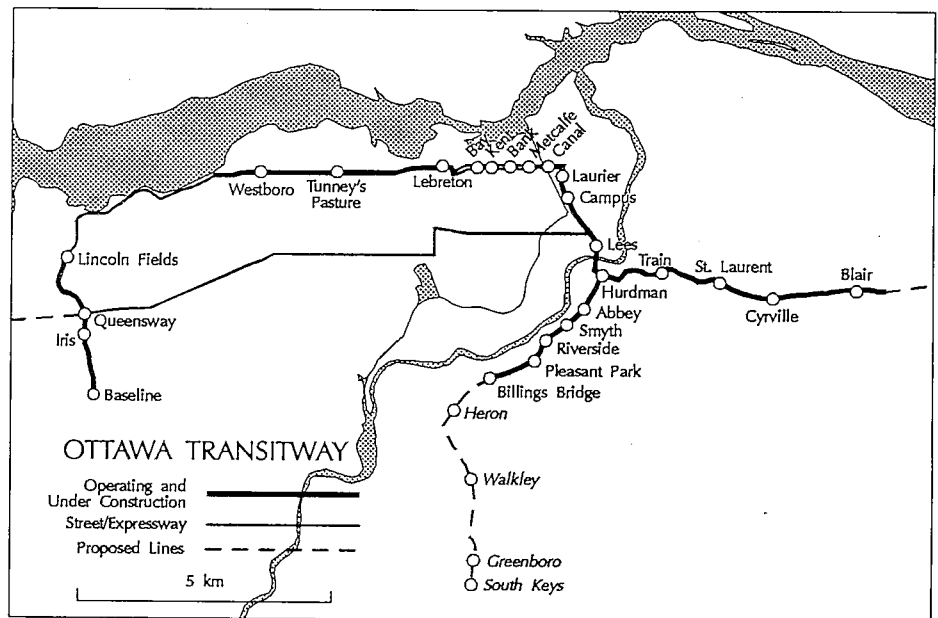 Bay
Kent
Bank
Metcalfe
Canal
Westboro
Tunney's
Pasture
Lebreton
Laurier
Campus
Lees
Lincoln Fields
Train
St. Laurent
Blair
Hurdman
Cyrville
Abbey
Queensway
Smyth
Iris
Riverside
Pleasant Park
Baseline
Billings Bridge
Heron
OTTAWA TRANSITWAY
Walkley
Operating and
Under Construction
Street/Expressway
Proposed Lines
Greenboro
5 km
South Keys